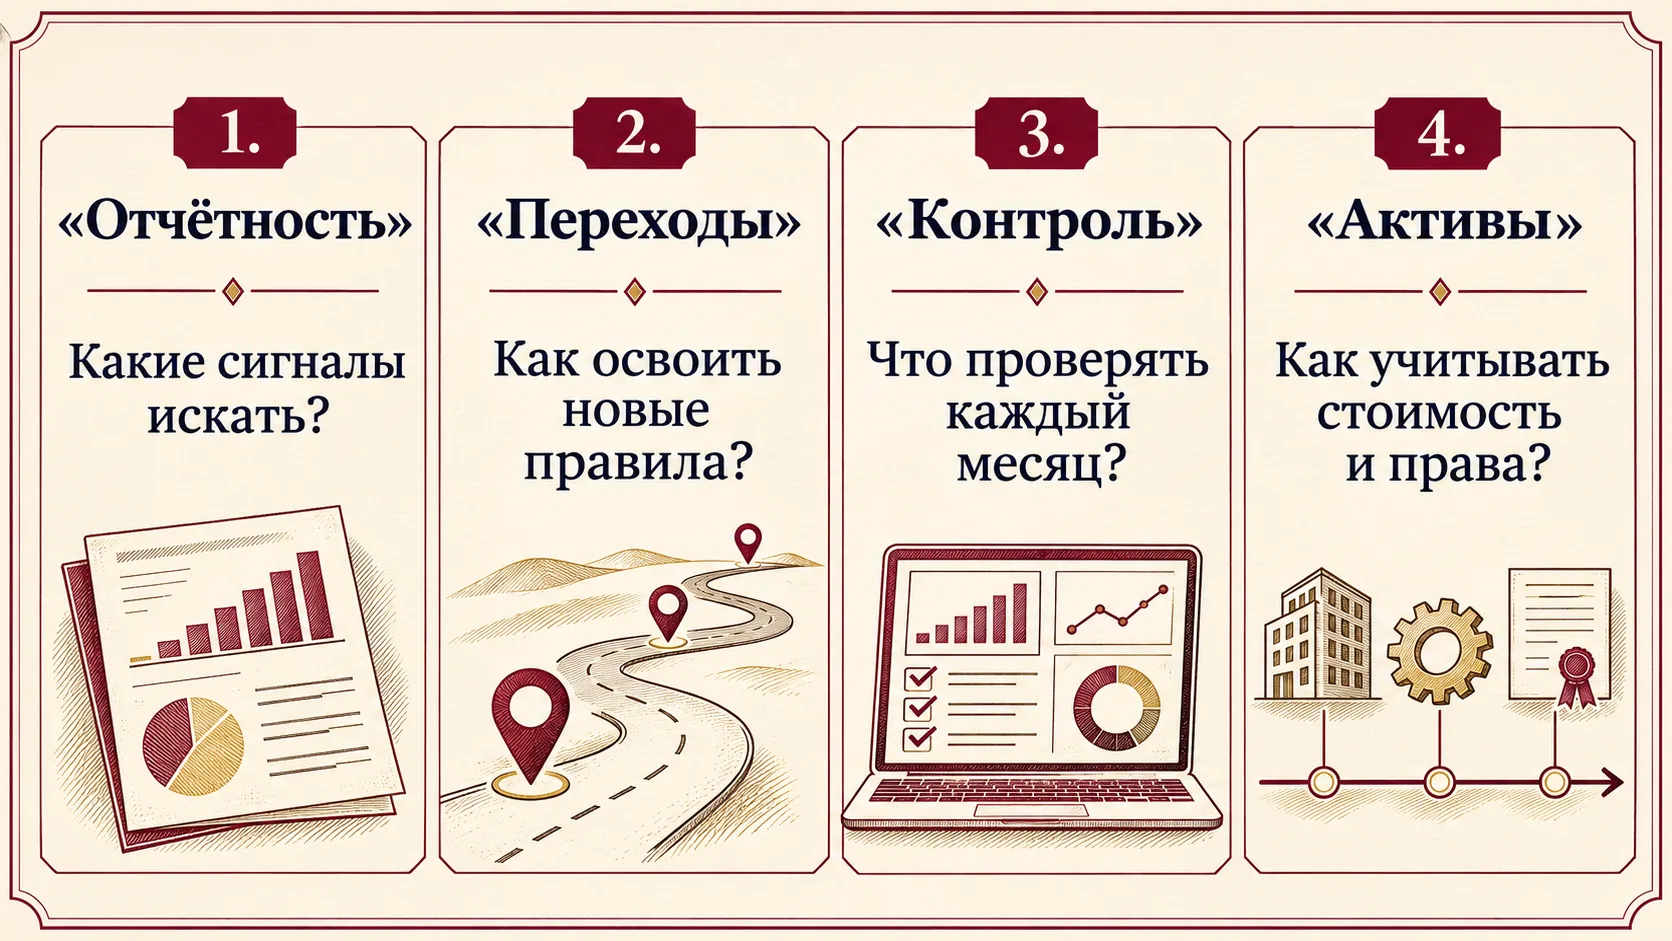 1.
«Отчётность»
Какие сигналы
искать?
2.
«Переходы»
Как освоить
новые
правила?
3.
«Контроль»
Что проверять
каждый
месяц?
4.
«Активы»
Как учитывать
стоимость
и права?